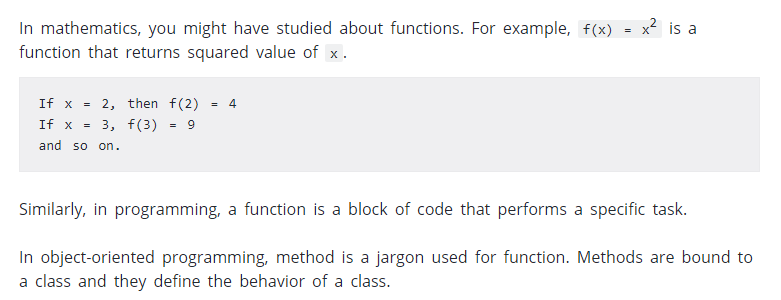 In mathematics, you might have studied about functions. For example, f(x) = x² is a
function that returns squared value of x.
If x = 2, then f(2) = 4
If x = 3, f(3) = 9
and so on.
Similarly, in programming, a function is a block of code that performs a specific task.
In object-oriented programming, method is a jargon used for function. Methods are bound to
a class and they define the behavior of a class.